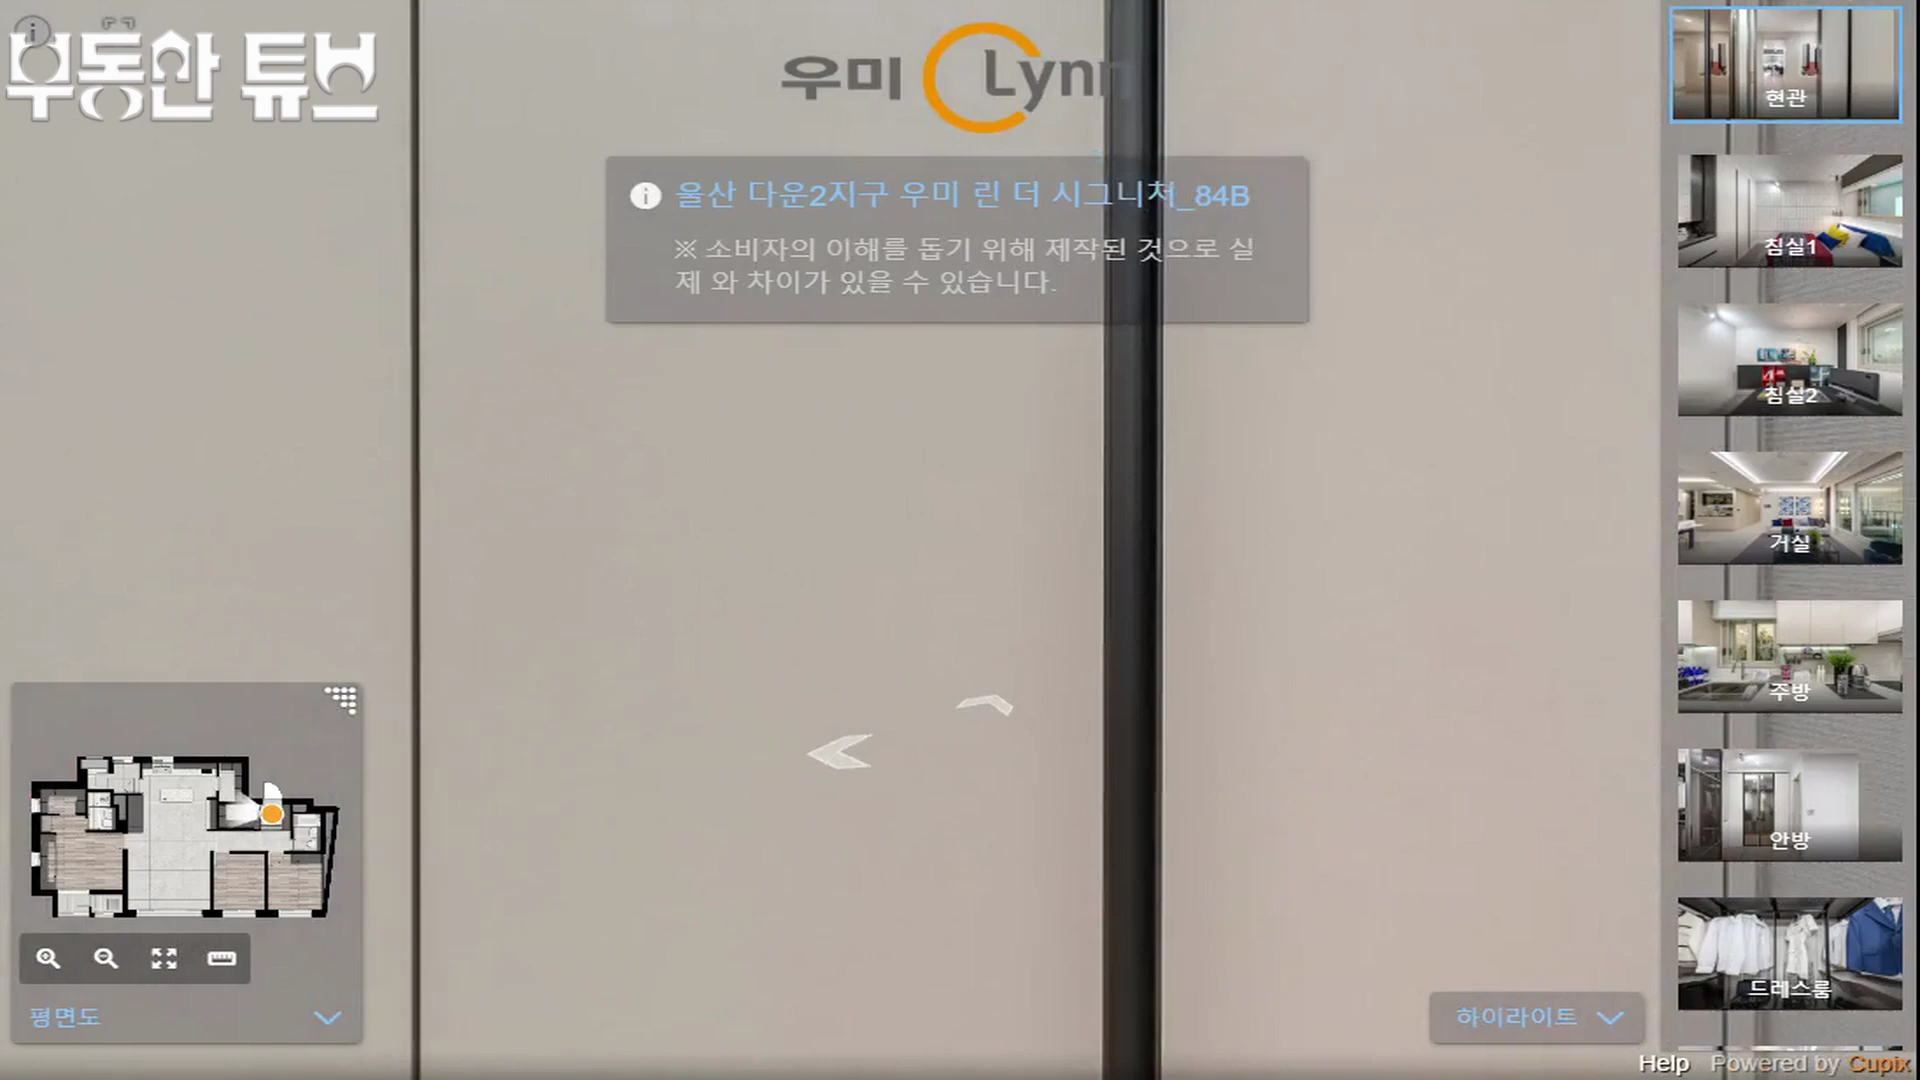 부동산 튜브
우미 Lynn
울산 다운2지구 우미 린 더 시그니처_84B
※ 소비자의 이해를 돕기 위해 제작된 것으로 실
제 와 차이가 있을 수 있습니다.
현관
침실1
침실2
거실
주방
안방
드레스룸
평면도
하이라이트
Help Powered by Cupix